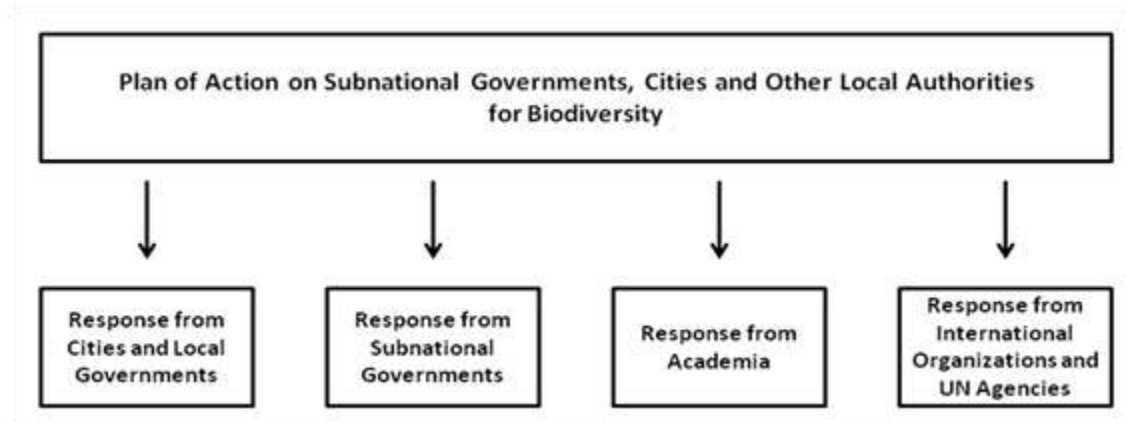 Plan of Action on Subnational Governments, Cities and Other Local Authorities
for Biodiversity
Response from
Cities and Local
Governments
Response from
Subnational
Governments
Response from
Academia
Response from
International
Organizations and
UN Agencies